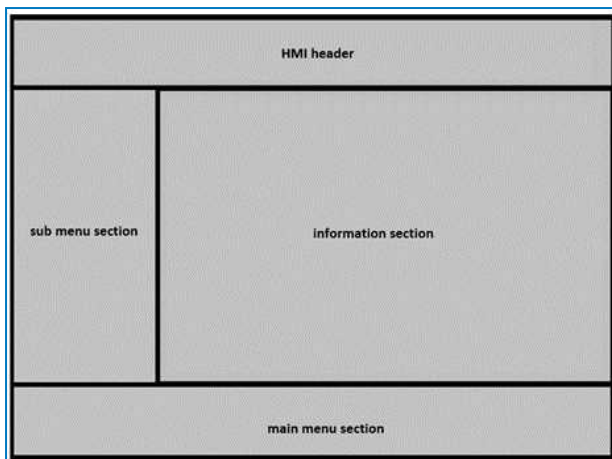 HMI header
sub menu section
information section
main menu section